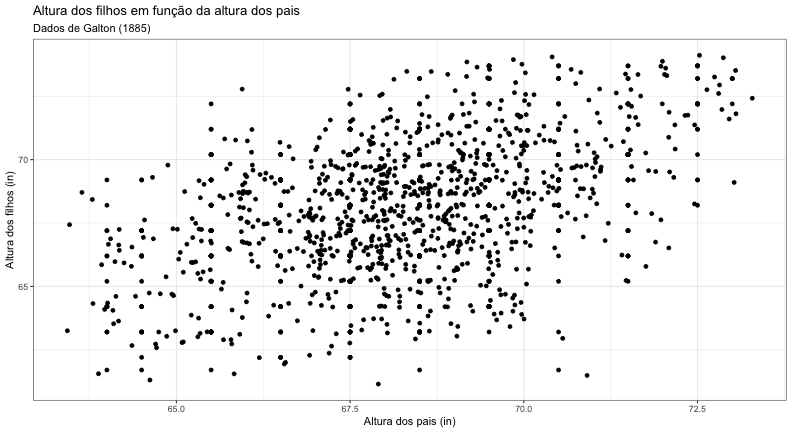 Altura dos filhos em função da altura dos pais
Dados de Galton (1885)
Altura dos filhos (in)
70
65
65.0 67.5 70.0 72.5
Altura dos pais (in)